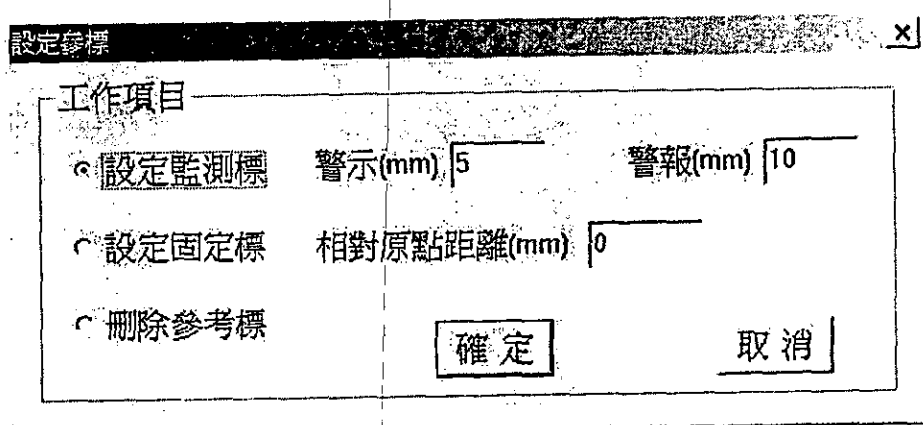 設定參標
工作項目
設定監測標 警示(mm) 5 警報(mm) 10
設定固定標 相對原點距離(mm) 0
刪除參考標
確定 取消